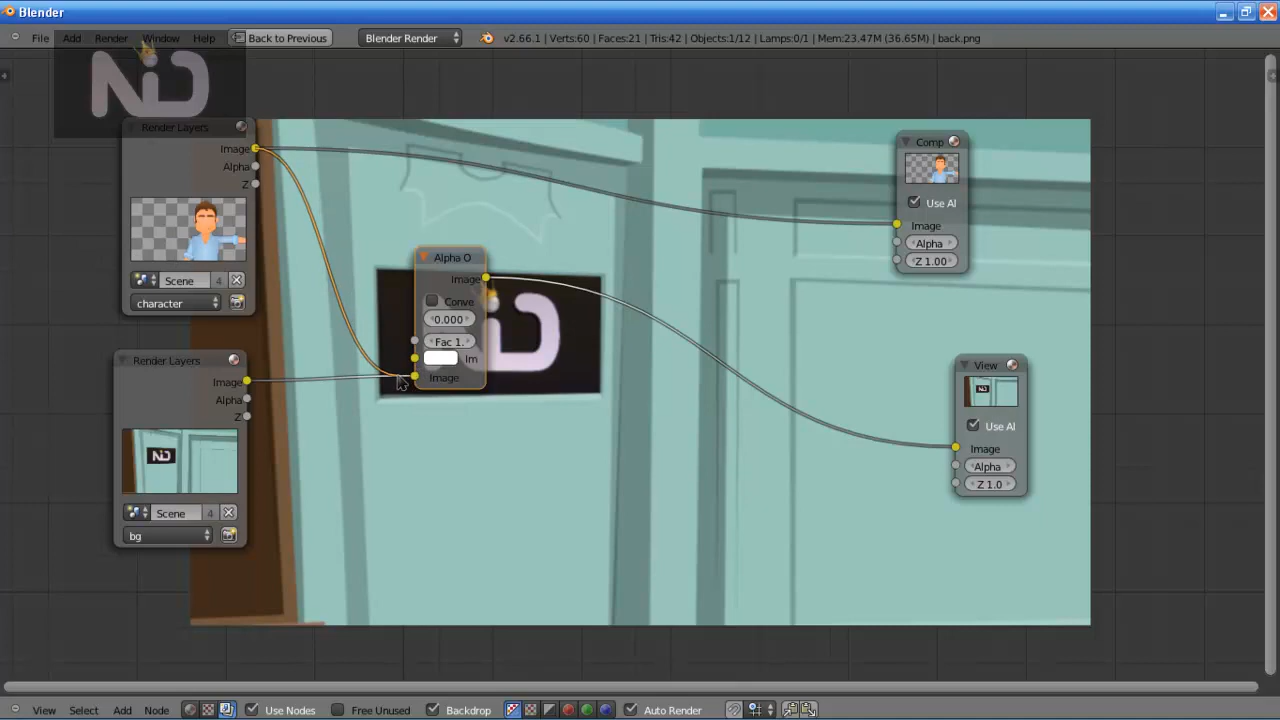 Blender
File Add Render Window Help Back to Previous Blender Render v2.66.1 | Verts:60 | Faces:21 | Tris:42 | Objects:1/12 | Lamps:0/1 | Mem:23.47M (36.65M) | back.png
NiD
Render Layers
Image
Alpha
Z
Scene 4
character
Render Layers
Image
Alpha
Z
NiD
Scene 4
bg
Alpha O
Image
Conve
0.000
Fac 1.
Im
Image
Comp
Use Al
Image
Alpha
Z 1.00
View
Use Al
Image
Alpha
Z 1.0
View Select Add Node Use Nodes Free Unused Backdrop Auto Render